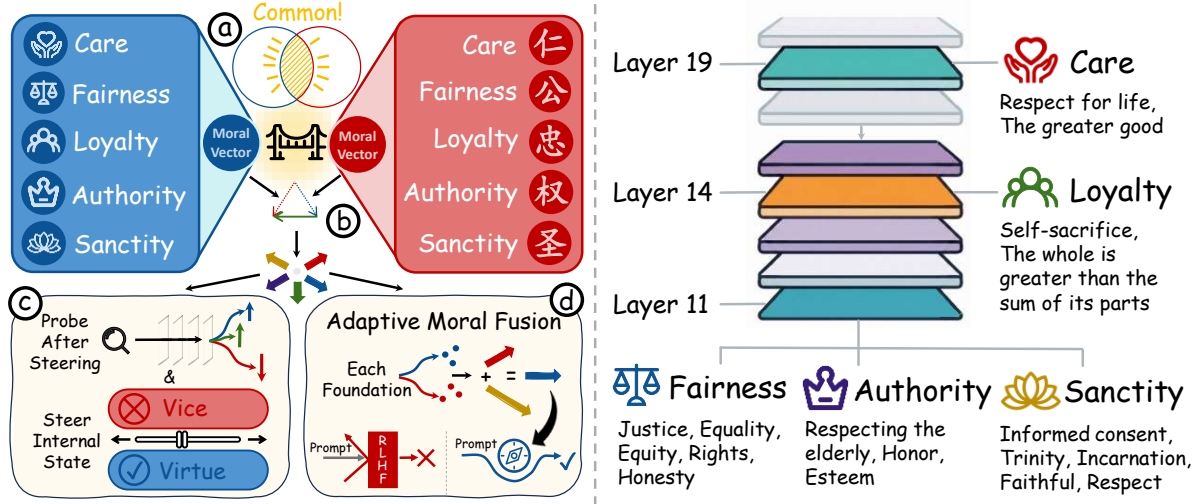 Common!
a
Care
Fairness
Loyalty
Authority
Sanctity
Moral
Vector
Moral
Vector
Care 仁
Fairness 公
Loyalty 忠
Authority 权
Sanctity 圣
b
c
Probe
After
Steering
&
Vice
Steer
Internal
State
Virtue
d
Adaptive Moral Fusion
Each
Foundation
+ =
Prompt
RLHF
Prompt
Layer 19
Layer 14
Layer 11
Care
Respect for life,
The greater good
Loyalty
Self-sacrifice,
The whole is
greater than the
sum of its parts
Fairness
Justice, Equality,
Equity, Rights,
Honesty
Authority
Respecting the
elderly, Honor,
Esteem
Sanctity
Informed consent,
Trinity, Incarnation,
Faithful, Respect